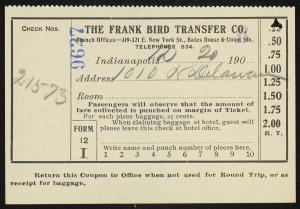 CHECK NOS.
THE FRANK BIRD TRANSFER CO.
Branch Offices—119-121 E. New York St., Bates House & Union Sta.
TELEPHONES 534.
Indianapolis 10 20 190
Address 1010 N Delaware
Room
Passengers will observe that the amount of
fare collected is punched on margin of Ticket.
For each piece baggage, 25 cents.
When claiming baggage at hotel, guest will
please leave this check at hotel office.
Write name and punch number of pieces here
1 2 3 4 5 6 7 8 9 10
FORM
12
I
9637
215-73
.25
.50
.75
1.00
1.25
1.50
1.75
2.00
R. T.
Return this Coupon to Office when not used for Round Trip, or as
receipt for baggage.